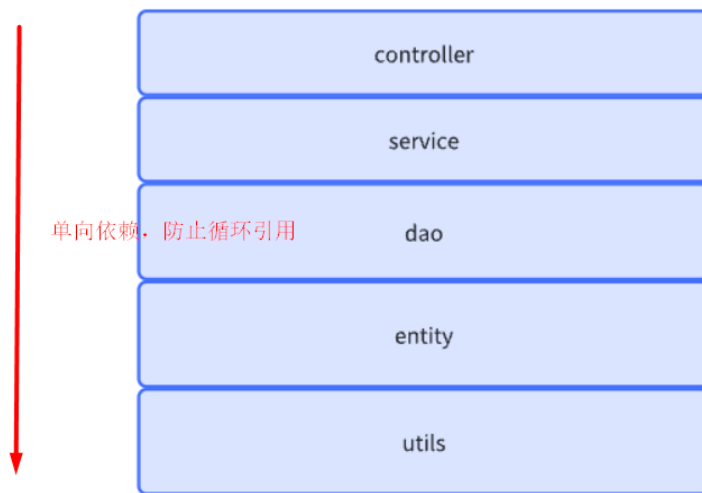 controller
service
单向依赖，防止循环引用
dao
entity
utils